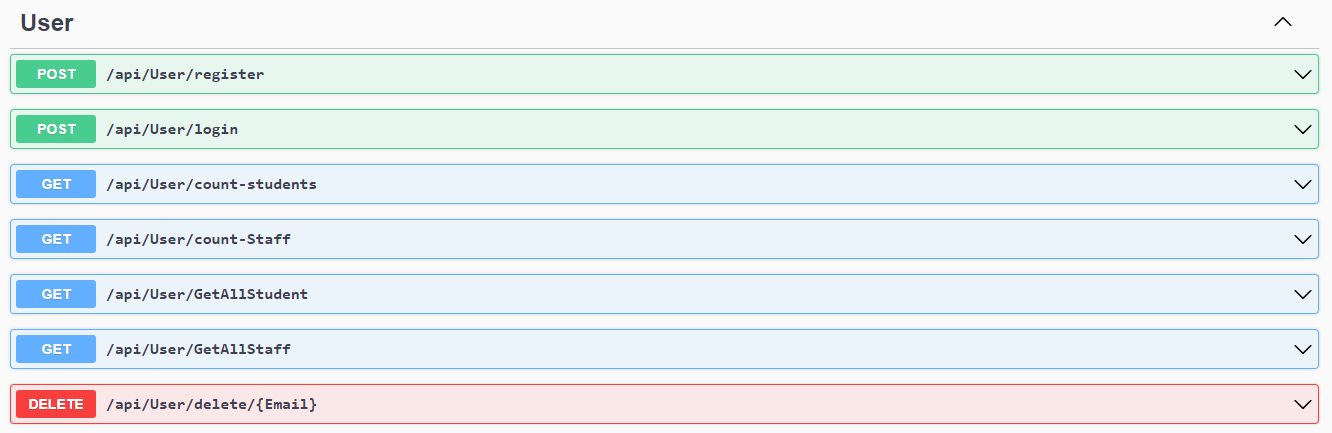 User
POST /api/User/register
POST /api/User/login
GET /api/User/count-students
GET /api/User/count-Staff
GET /api/User/GetAllStudent
GET /api/User/GetAllStaff
DELETE /api/User/delete/{Email}